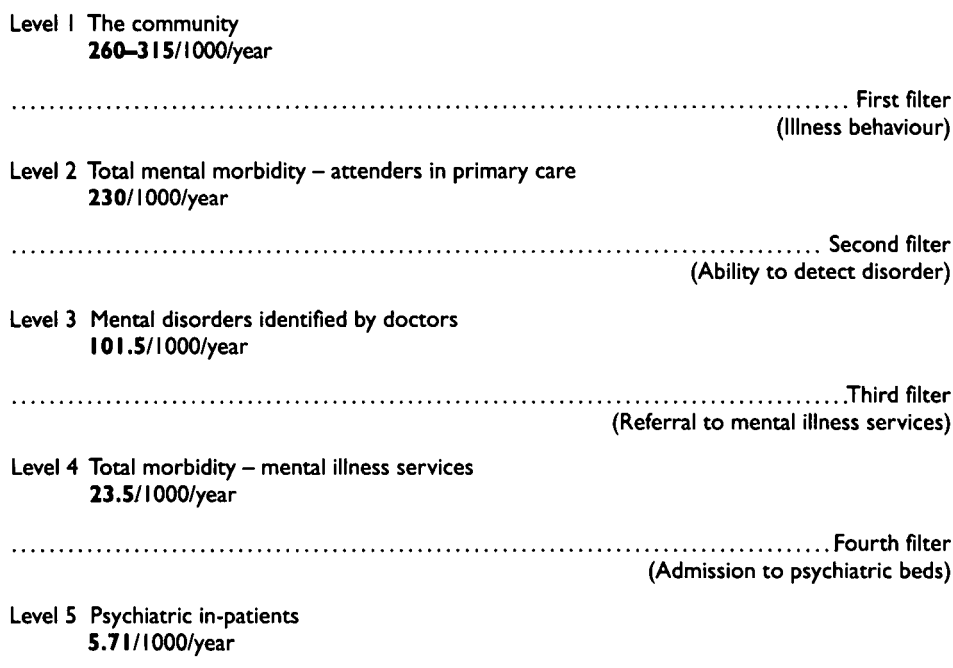 Level 1 The community
260–315/1000/year
........................................................................................ First filter
(Illness behaviour)
Level 2 Total mental morbidity – attenders in primary care
230/1000/year
..................................................................................... Second filter
(Ability to detect disorder)
Level 3 Mental disorders identified by doctors
101.5/1000/year
........................................................................................Third filter
(Referral to mental illness services)
Level 4 Total morbidity – mental illness services
23.5/1000/year
......................................................................................Fourth filter
(Admission to psychiatric beds)
Level 5 Psychiatric in-patients
5.71/1000/year